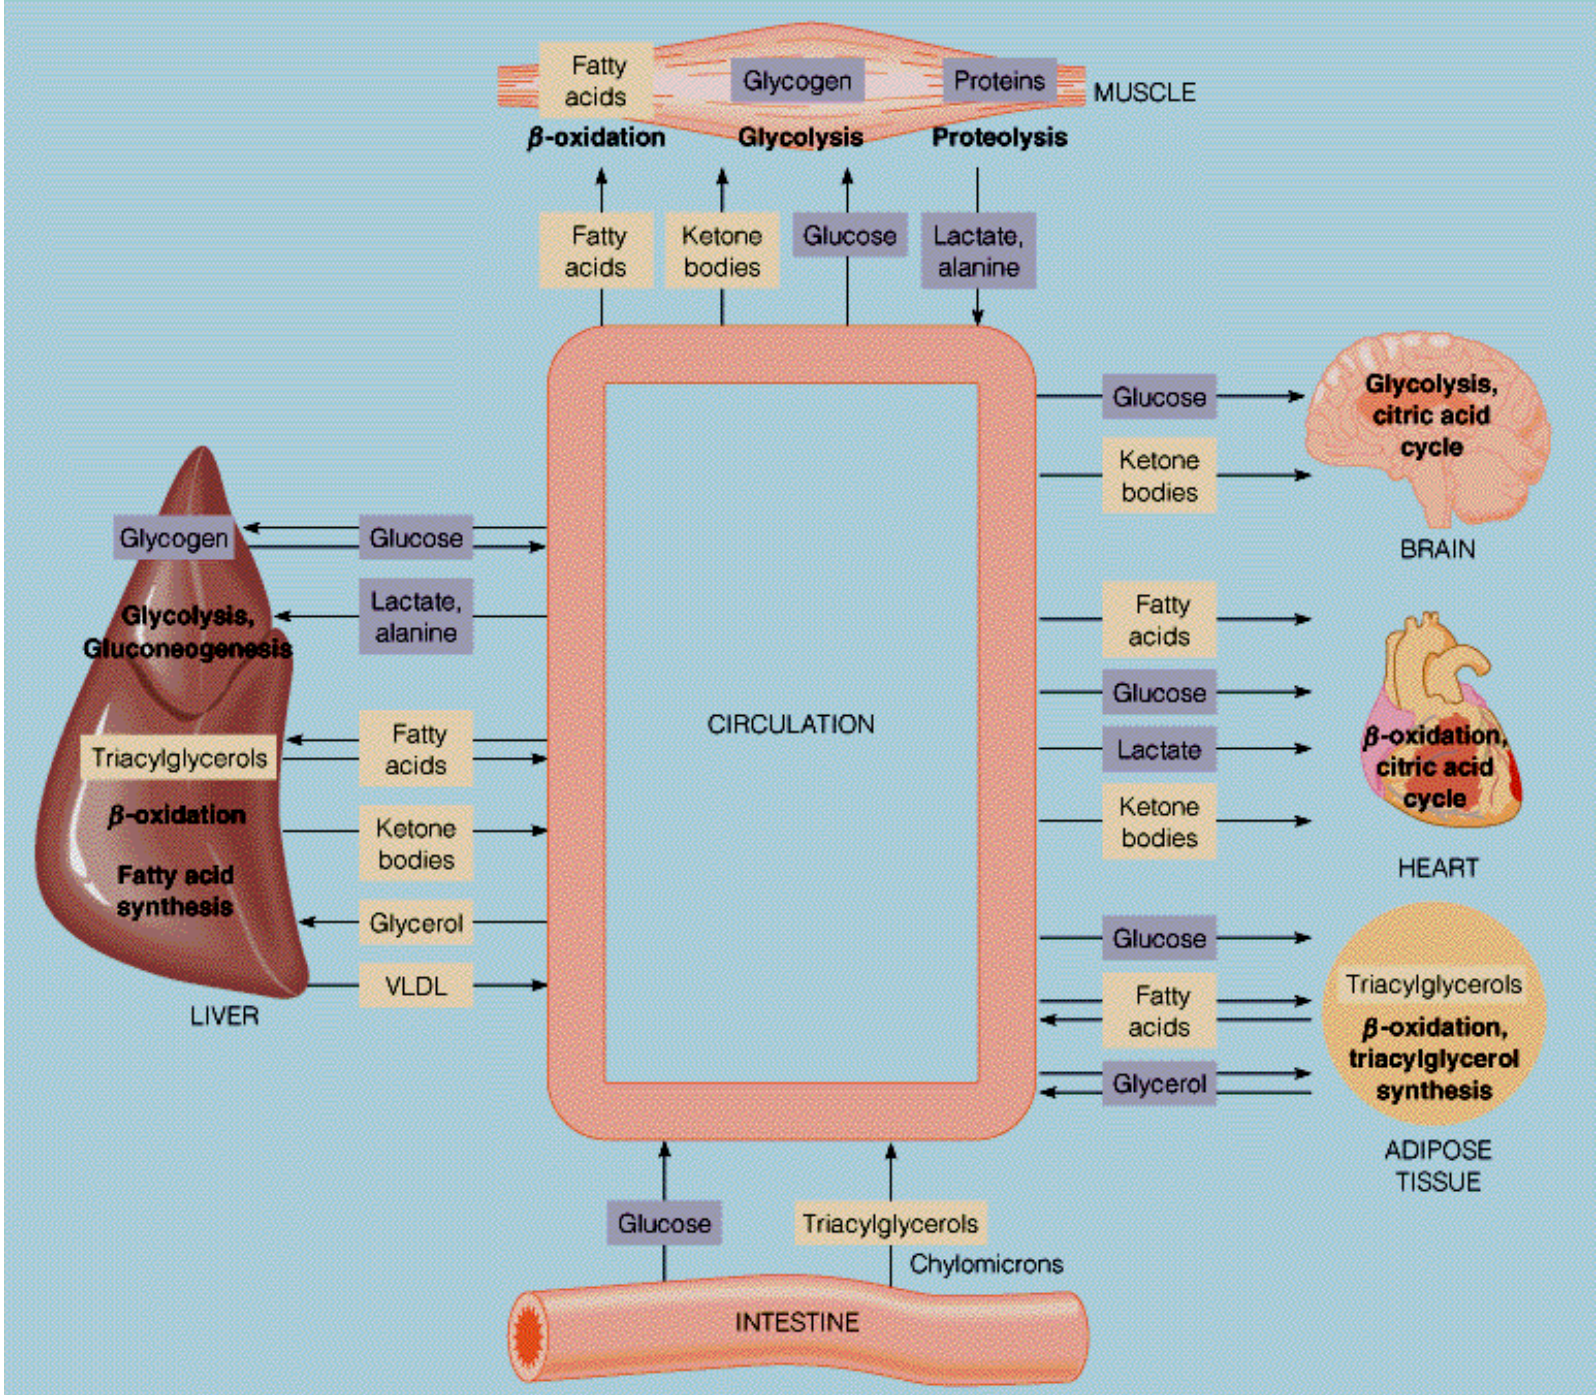 Fatty
acids
Glycogen
Proteins
MUSCLE
β-oxidation
Glycolysis
Proteolysis
Fatty
acids
Ketone
bodies
Glucose
Lactate,
alanine
Glucose
Glycolysis,
citric acid
cycle
Ketone
bodies
BRAIN
Glycogen
Glucose
Lactate,
alanine
Glycolysis,
Gluconeogenesis
Triacylglycerols
Fatty
acids
β-oxidation
Ketone
bodies
Fatty acid
synthesis
Glycerol
VLDL
LIVER
CIRCULATION
Fatty
acids
Glucose
Lactate
Ketone
bodies
β-oxidation,
citric acid
cycle
HEART
Glucose
Fatty
acids
Glycerol
Triacylglycerols
β-oxidation,
triacylglycerol
synthesis
ADIPOSE
TISSUE
Glucose
Triacylglycerols
Chylomicrons
INTESTINE